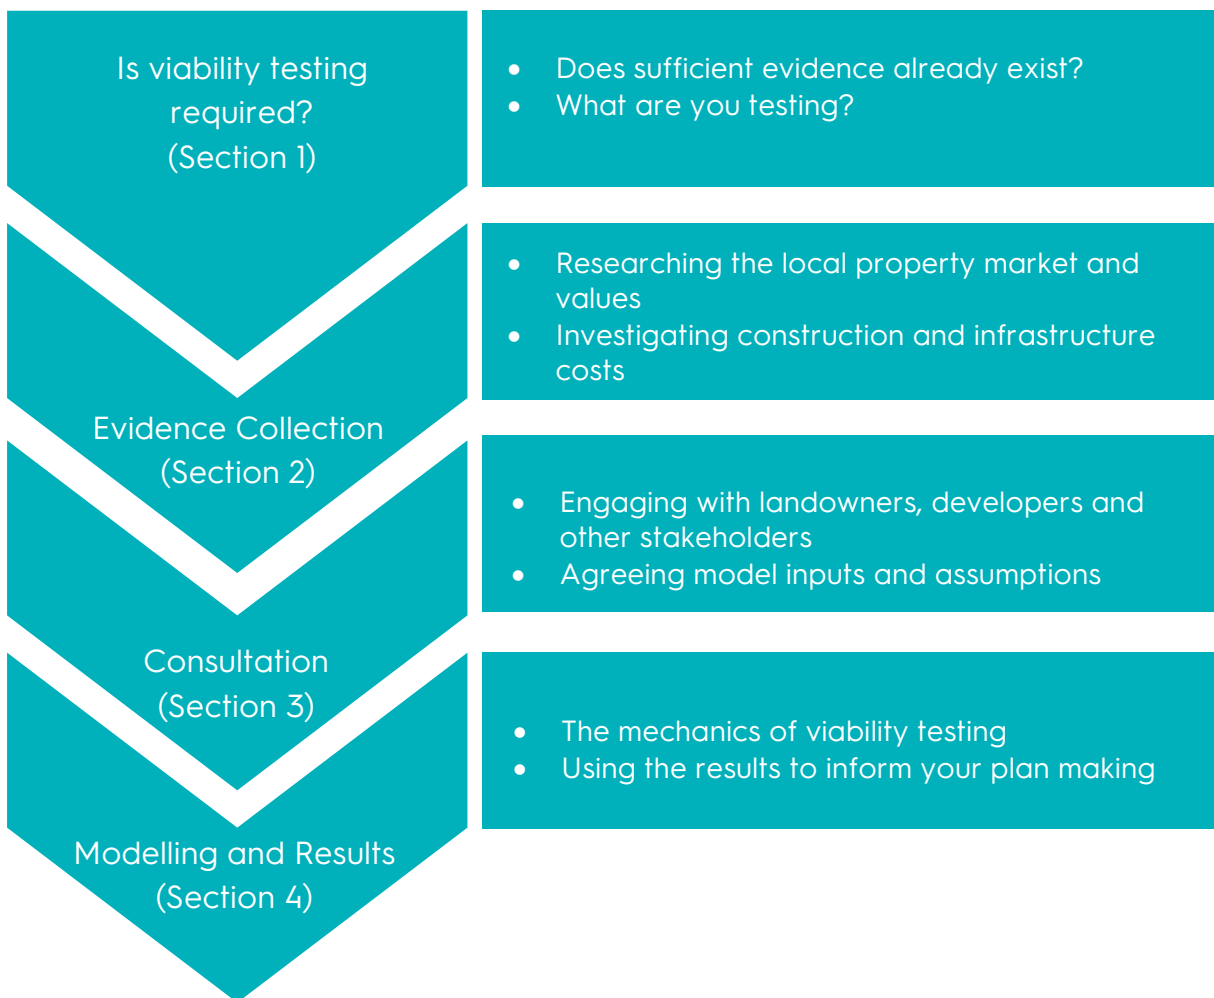 Is viability testing
required?
(Section 1)
• Does sufficient evidence already exist?
• What are you testing?
Evidence Collection
(Section 2)
• Researching the local property market and
values
• Investigating construction and infrastructure
costs
Consultation
(Section 3)
• Engaging with landowners, developers and
other stakeholders
• Agreeing model inputs and assumptions
Modelling and Results
(Section 4)
• The mechanics of viability testing
• Using the results to inform your plan making